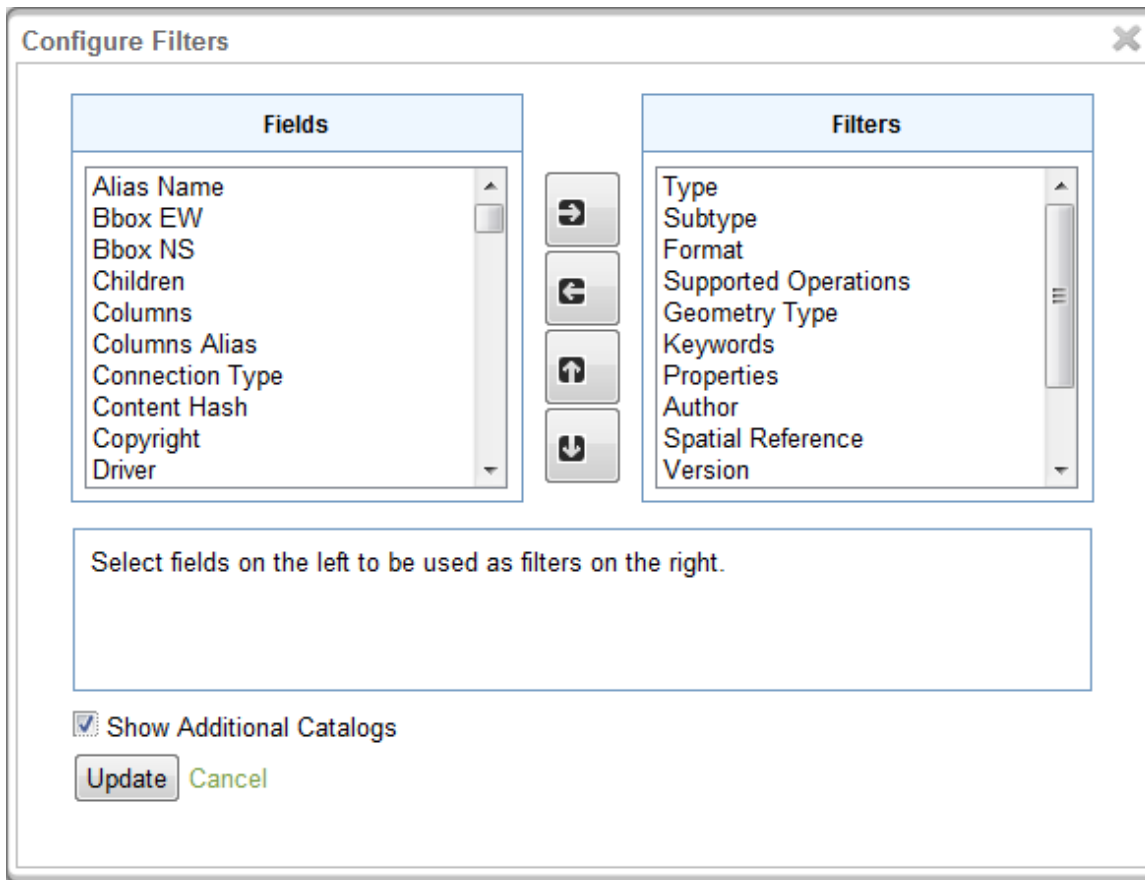 Configure Filters
Fields
Alias Name
Bbox EW
Bbox NS
Children
Columns
Columns Alias
Connection Type
Content Hash
Copyright
Driver
Filters
Type
Subtype
Format
Supported Operations
Geometry Type
Keywords
Properties
Author
Spatial Reference
Version
Select fields on the left to be used as filters on the right.
Show Additional Catalogs
Update Cancel